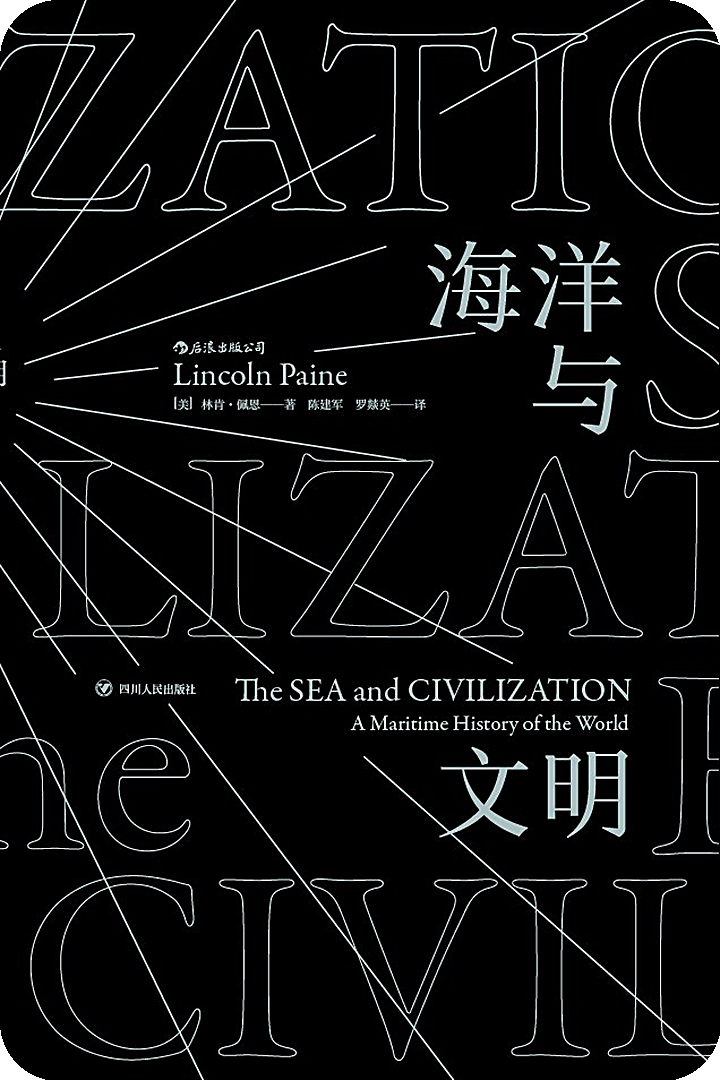 ZATIO
海洋
S
后浪出版公司
Lincoln Paine
与
[美] 林肯·佩恩——著 陈建军 罗燚英——译
明
LIZAT
四川人民出版社
The SEA and CIVILIZATION
A Maritime History of the World
文明
he
CIVIL